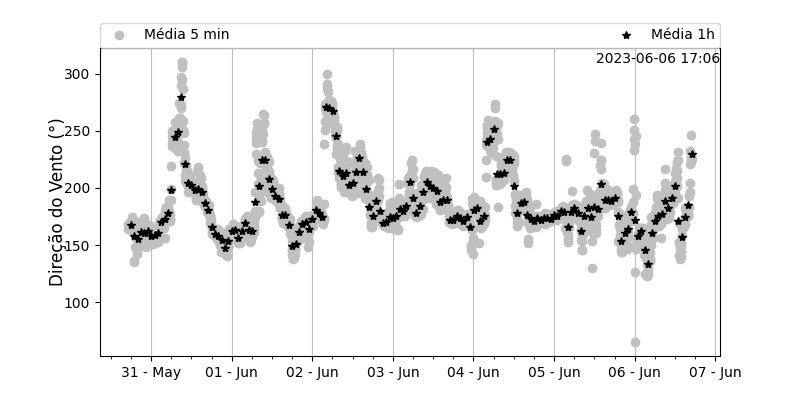 Média 5 min
Média 1h
2023-06-06 17:06
Direção do Vento (°)
300
250
200
150
100
31 - May
01 - Jun
02 - Jun
03 - Jun
04 - Jun
05 - Jun
06 - Jun
07 - Jun